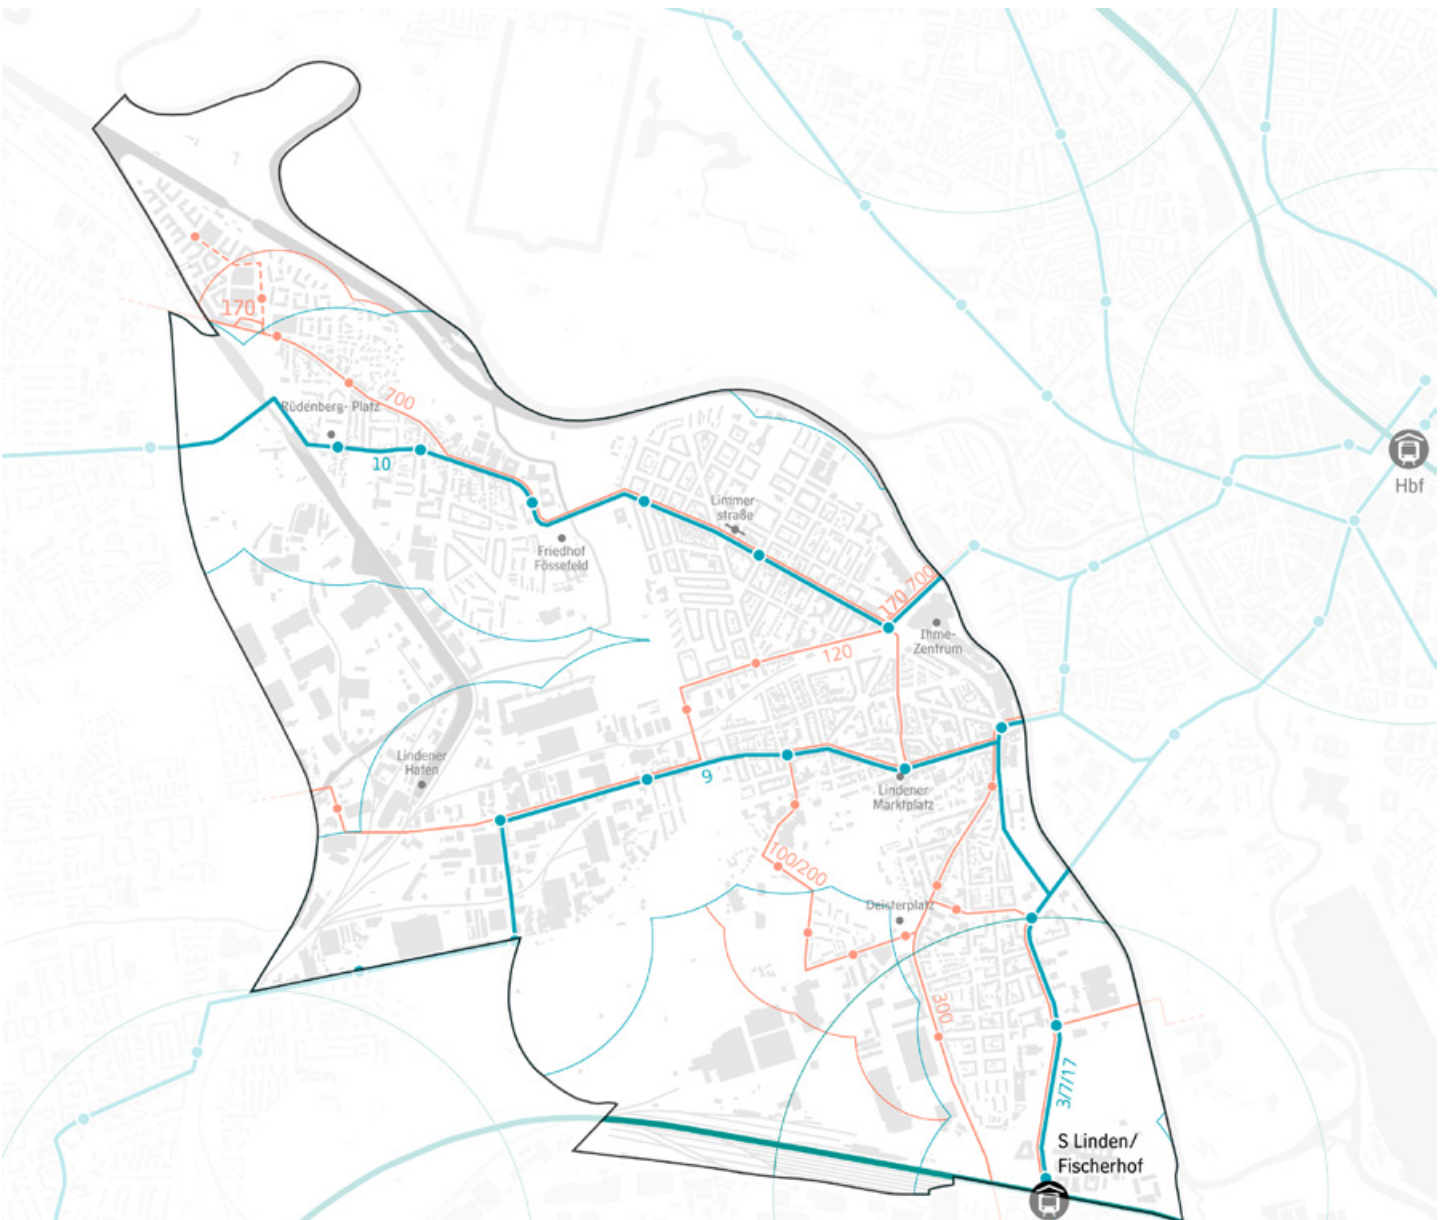 170
700
Rüdenberg- Platz
10
Hbf
Limmer-
straße
Friedhof
Fössefeld
170 700
Ihme-
Zentrum
120
Lindener
Hafen
9
Lindener
Marktplatz
100/200
Deisterplatz
300
3/7/17
S Linden/
Fischerhof